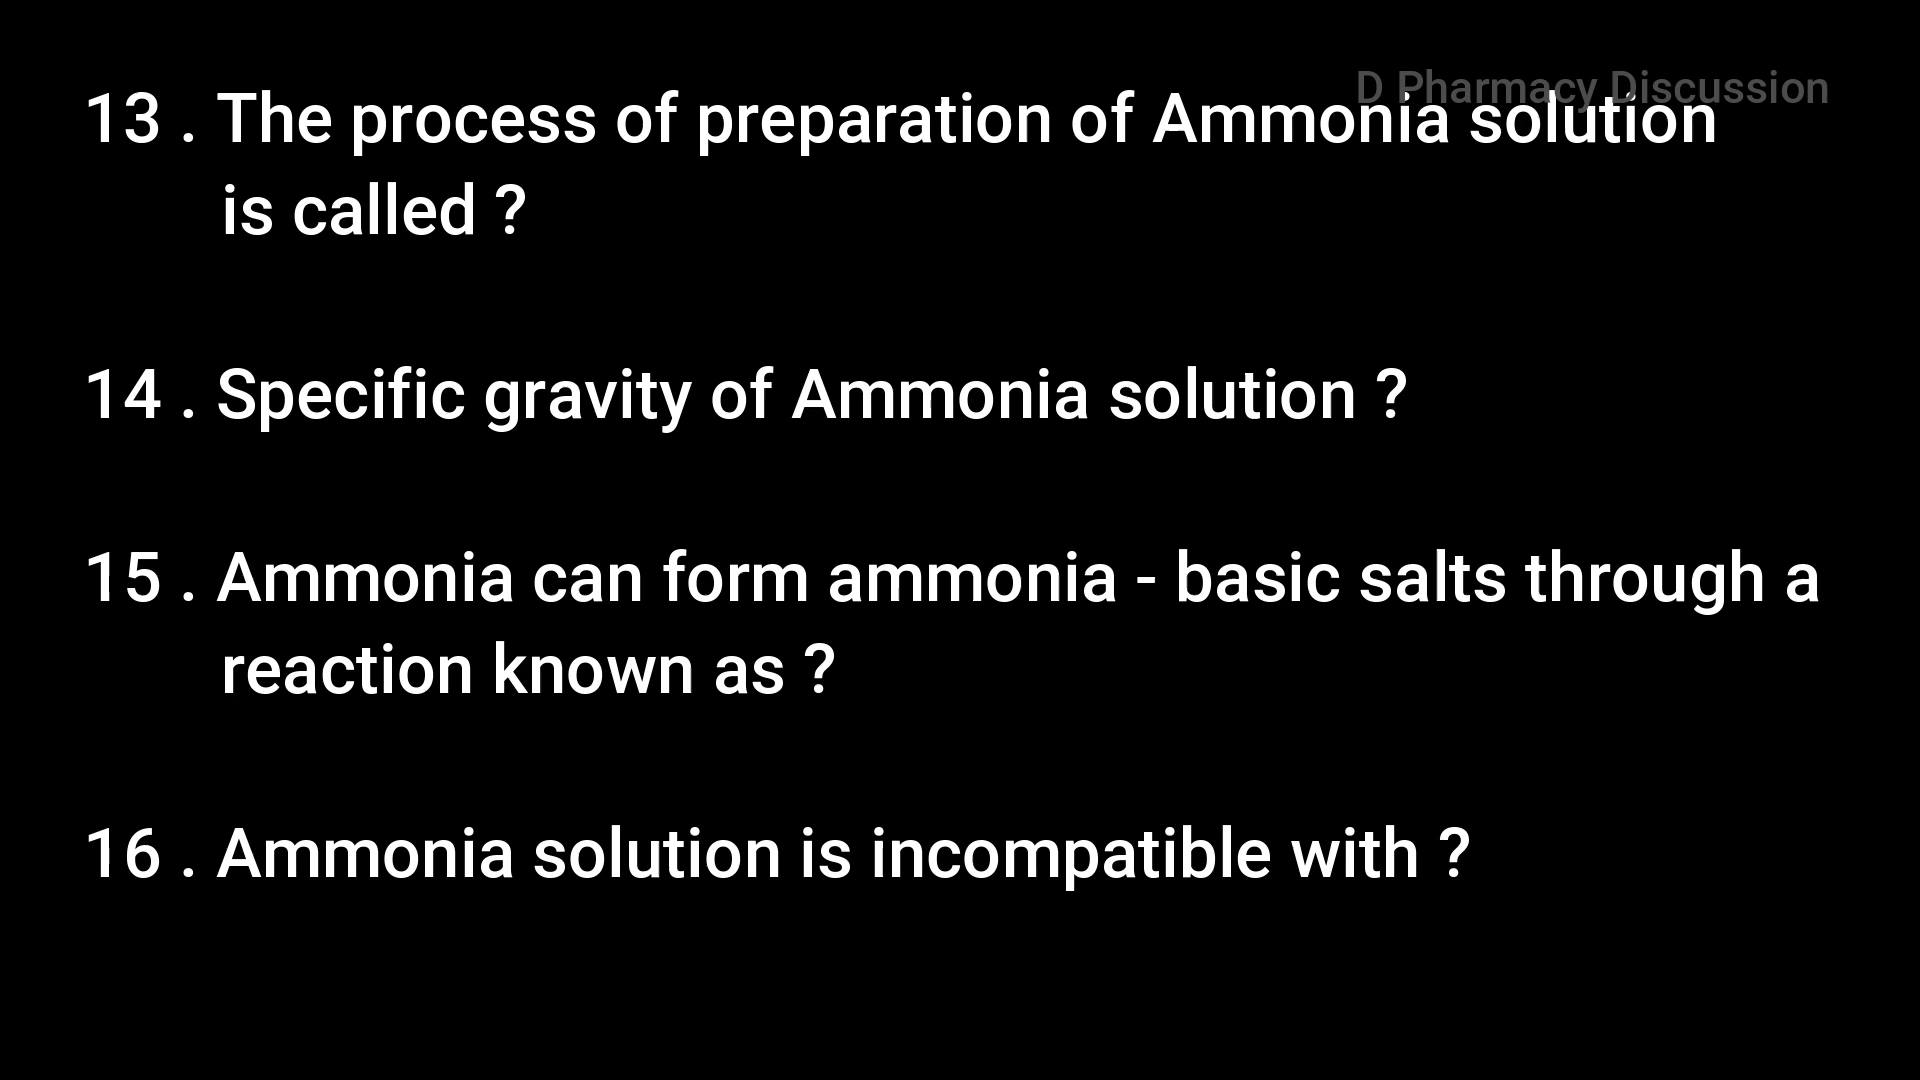 D Pharmacy Discussion
13 . The process of preparation of Ammonia solution
is called ?
14 . Specific gravity of Ammonia solution ?
15 . Ammonia can form ammonia - basic salts through a
reaction known as ?
16 . Ammonia solution is incompatible with ?